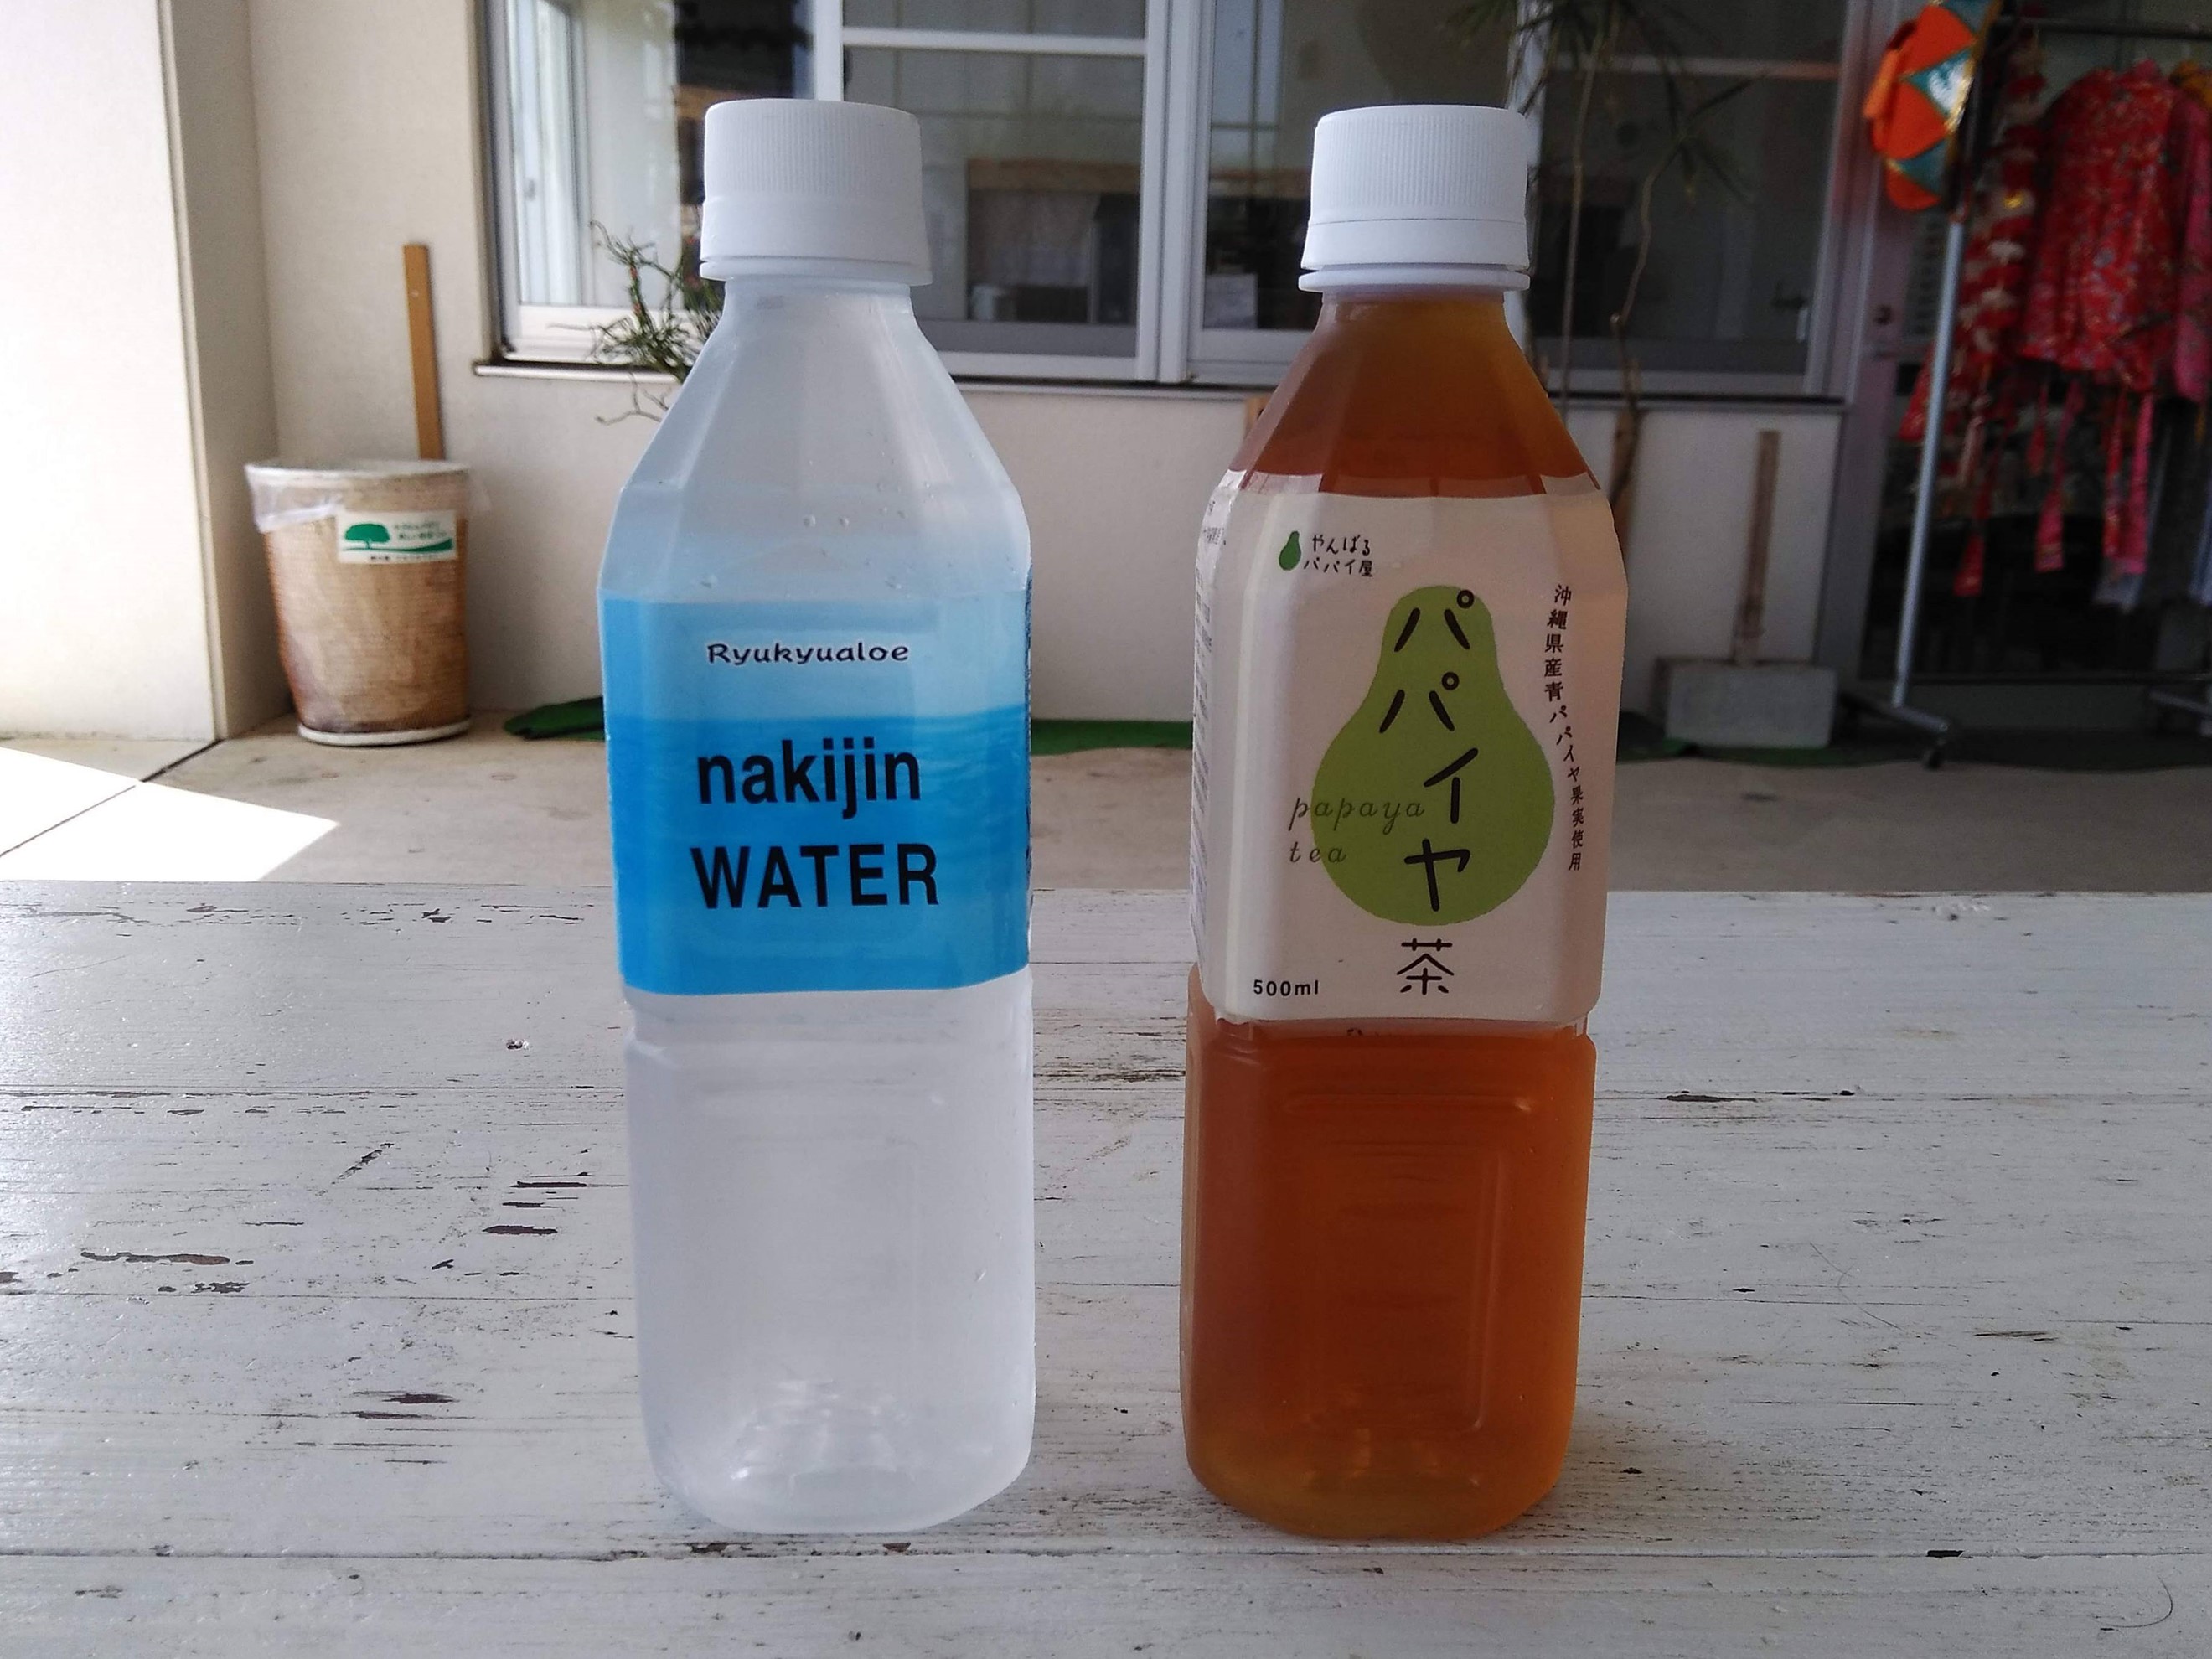 Ryukyualoe
nakijin
WATER
やんばる
パパイ屋
パパイヤ茶
papaya
tea
沖縄県産青パパイヤ果実使用
500ml